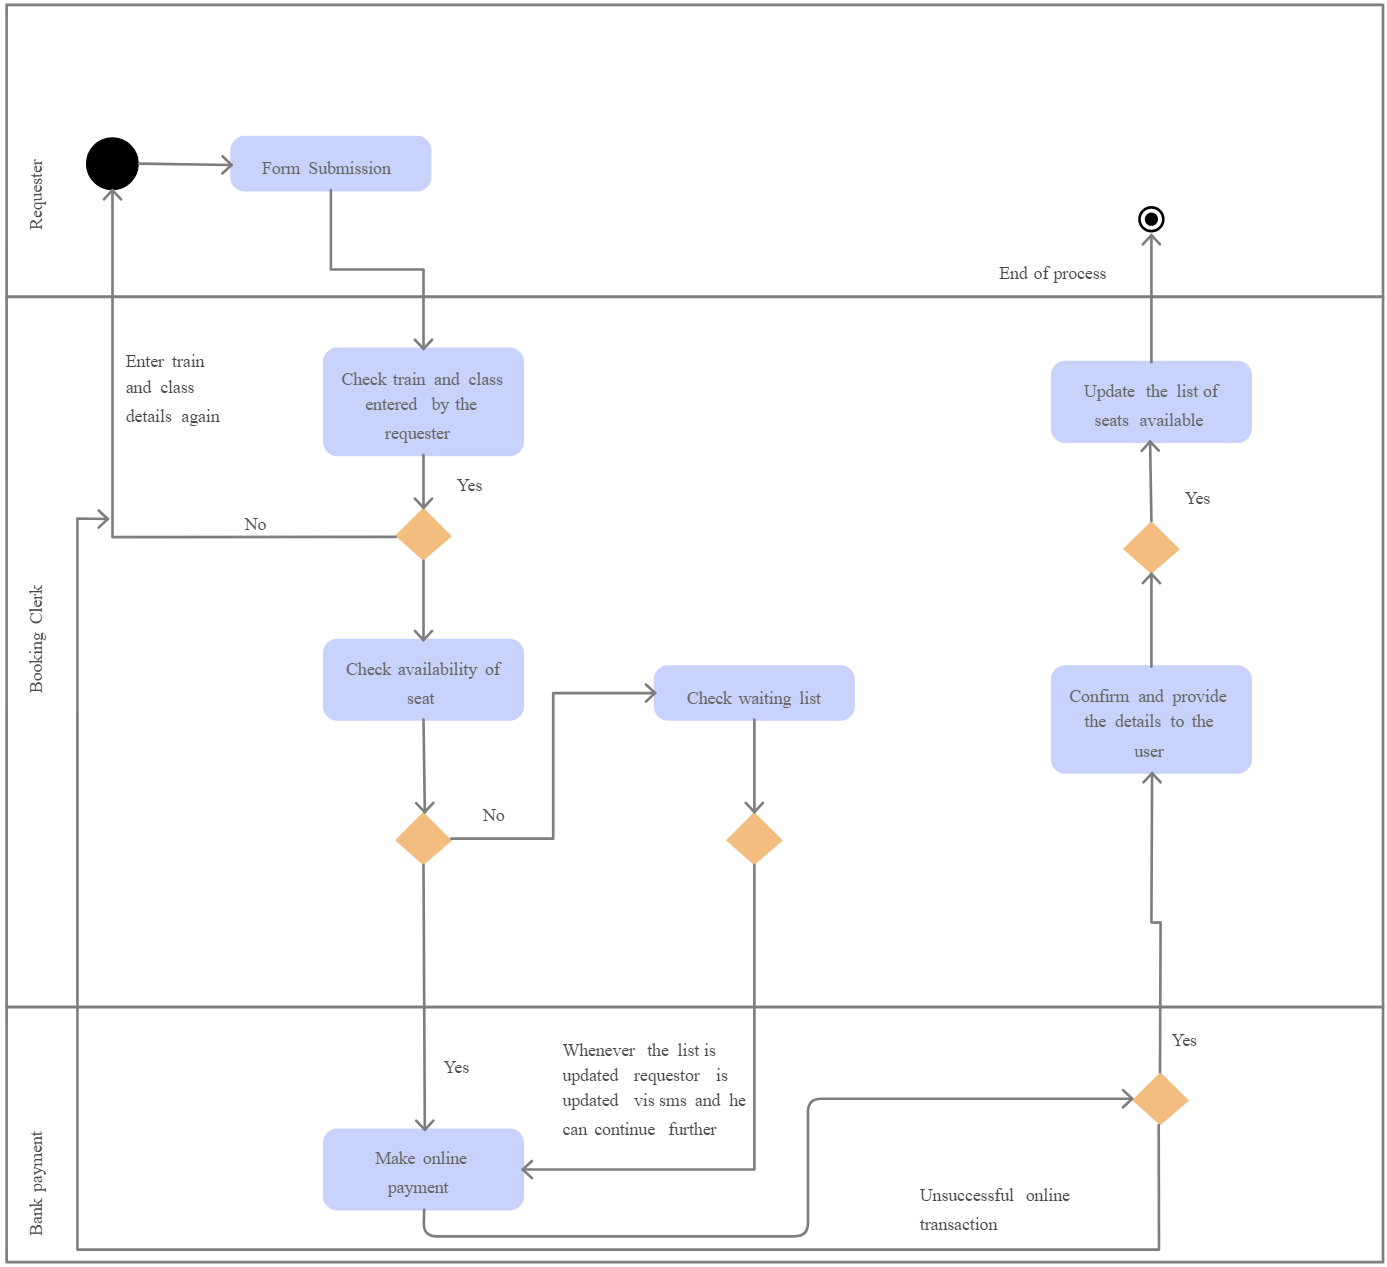 Requester
Form Submission
End of process
Booking Clerk
Enter train
and class
details again
Check train and class
entered by the
requester
Update the list of
seats available
Yes
Yes
No
Check availability of
seat
Check waiting list
Confirm and provide
the details to the
user
No
Bank payment
Yes
Whenever the list is
updated requestor is
updated vis sms and he
can continue further
Yes
Make online
payment
Unsuccessful online
transaction